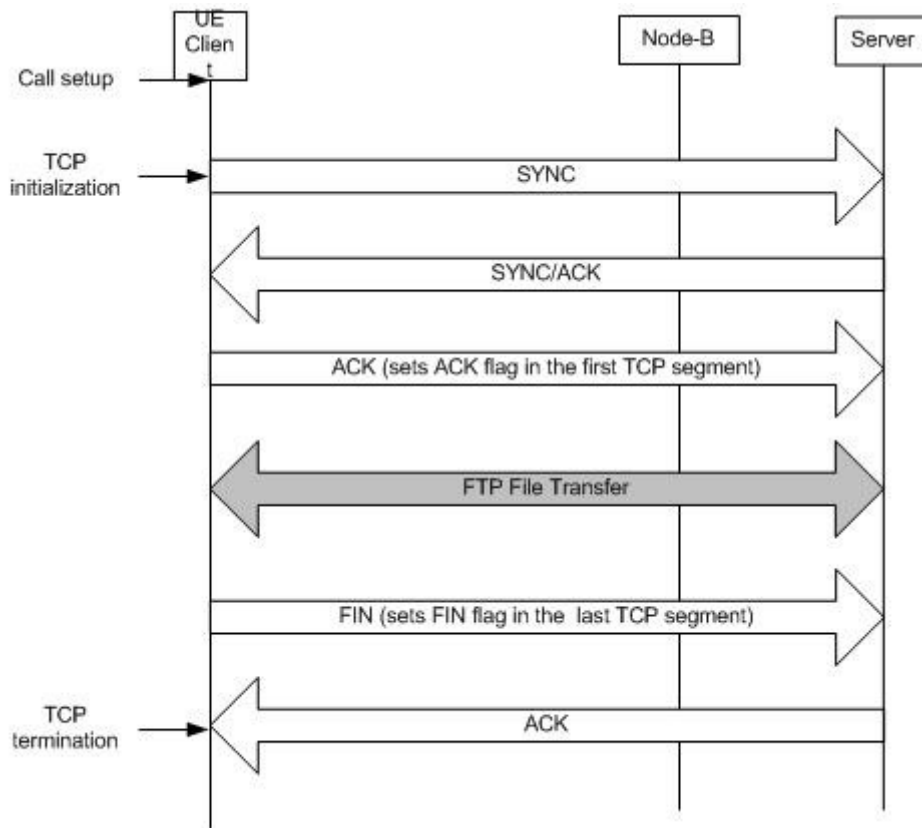 UE
Clien
t
Node-B
Server
Call setup
TCP
initialization
SYNC
SYNC/ACK
ACK (sets ACK flag in the first TCP segment)
FTP File Transfer
FIN (sets FIN flag in the last TCP segment)
TCP
termination
ACK